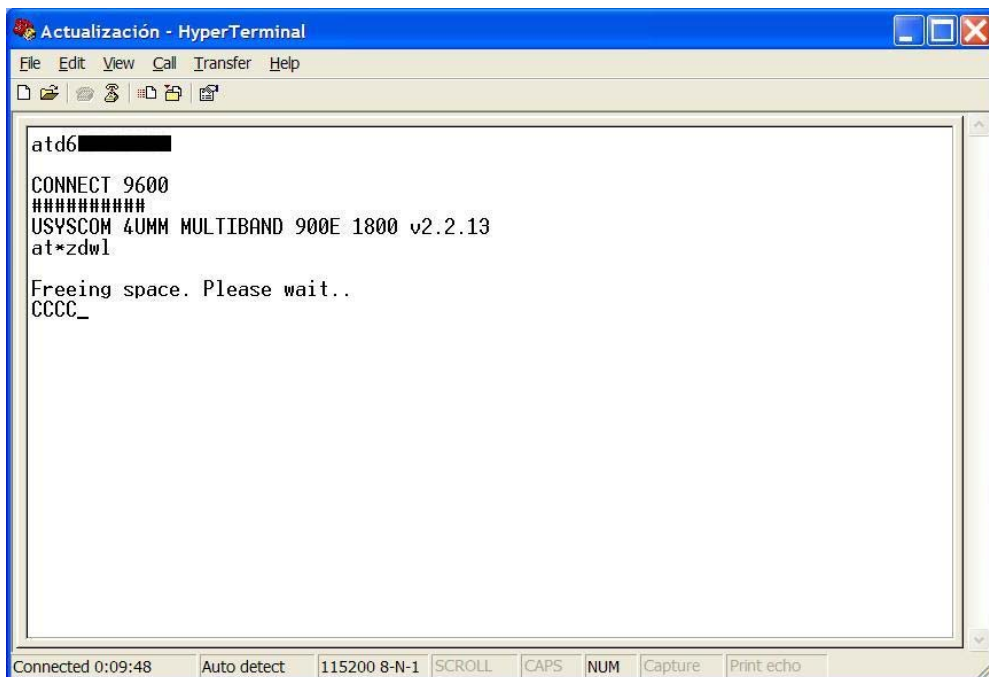 Actualización - HyperTerminal
File Edit View Call Transfer Help
atd6
CONNECT 9600
##########
USYSCOM 4UMM MULTIBAND 900E 1800 v2.2.13
at*zdwl
Freeing space. Please wait..
CCCC_
Connected 0:09:48 Auto detect 115200 8-N-1 SCROLL CAPS NUM Capture Print echo